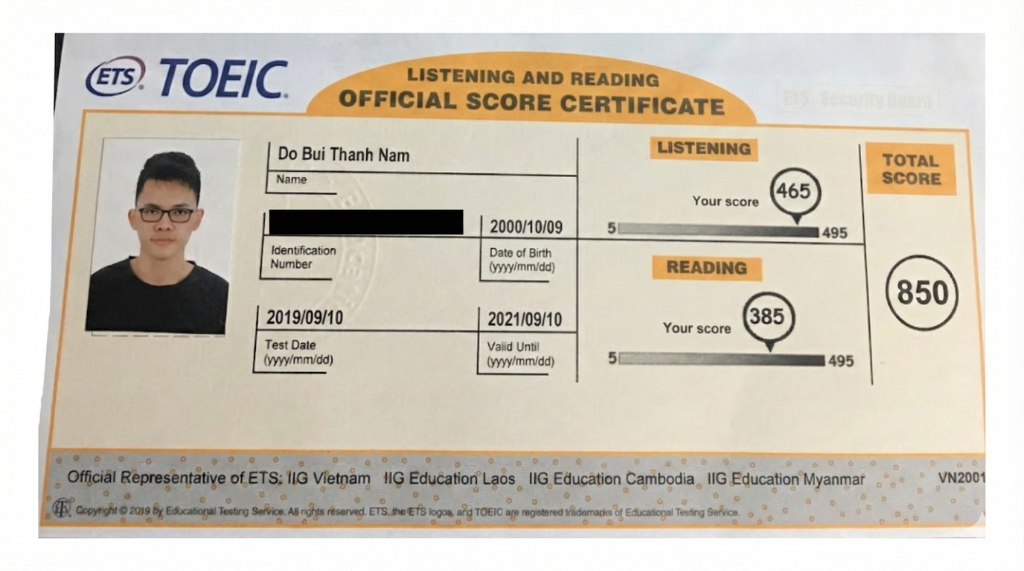 ETS® TOEIC®
LISTENING AND READING
OFFICIAL SCORE CERTIFICATE
ETS Security Guard
Do Bui Thanh Nam
Name
Identification
Number
2000/10/09
Date of Birth
(yyyy/mm/dd)
2019/09/10
Test Date
(yyyy/mm/dd)
2021/09/10
Valid Until
(yyyy/mm/dd)
LISTENING
Your score 465
5 495
READING
Your score 385
5 495
TOTAL
SCORE
850
Official Representative of ETS: IIG Vietnam IIG Education Laos IIG Education Cambodia IIG Education Myanmar VN2001
Copyright © 2019 by Educational Testing Service. All rights reserved. ETS, the ETS logos, and TOEIC are registered trademarks of Educational Testing Service.